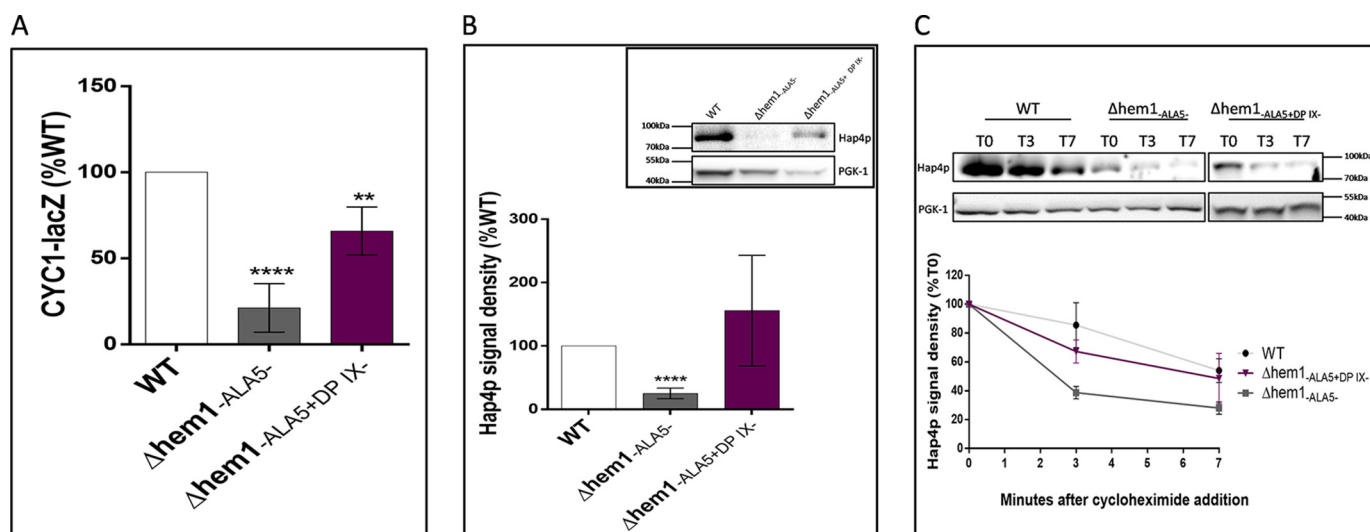 A
CYC1-lacZ (%WT)
150
100
50
0
WT
Δhem1-ALA5-
Δhem1-ALA5+DP IX-
****
**
B
WT
Δhem1-ALA5-
Δhem1-ALA5+ DP IX-
100kDa
70kDa
Hap4p
55kDa
40kDa
PGK-1
Hap4p signal density (%WT)
300
200
150
100
50
0
****
WT
Δhem1-ALA5-
Δhem1-ALA5+DP IX-
C
WT Δhem1-ALA5- Δhem1-ALA5+DP IX-
T0 T3 T7 T0 T3 T7 T0 T3 T7
Hap4p
100kDa
70kDa
PGK-1
55kDa
40kDa
Hap4p signal density (%T0)
120
100
80
60
40
20
0
0 1 2 3 4 5 6 7
Minutes after cycloheximide addition
WT
Δhem1-ALA5+DP IX-
Δhem1-ALA5-